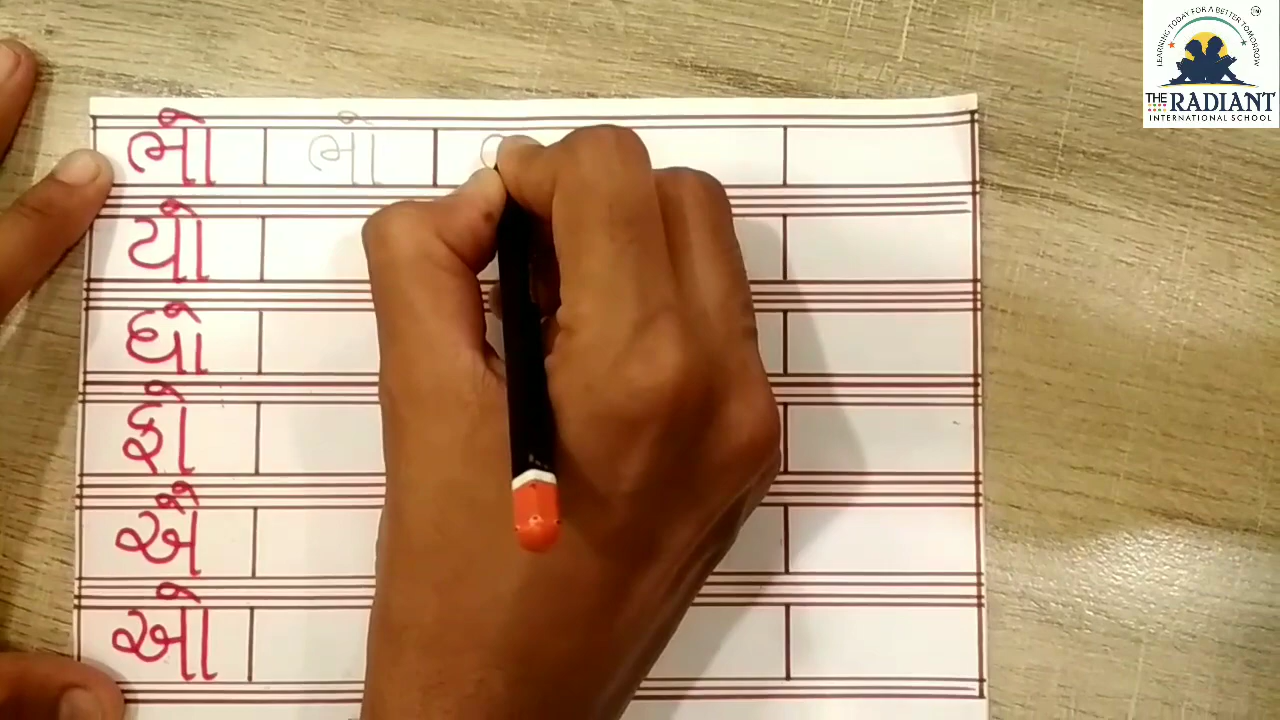 LEARNING TODAY FOR A BETTER TOMORROW
THE RADIANT
INTERNATIONAL SCHOOL
ભો ભો
યો
ઘો
ફો
ઐ
ઓ